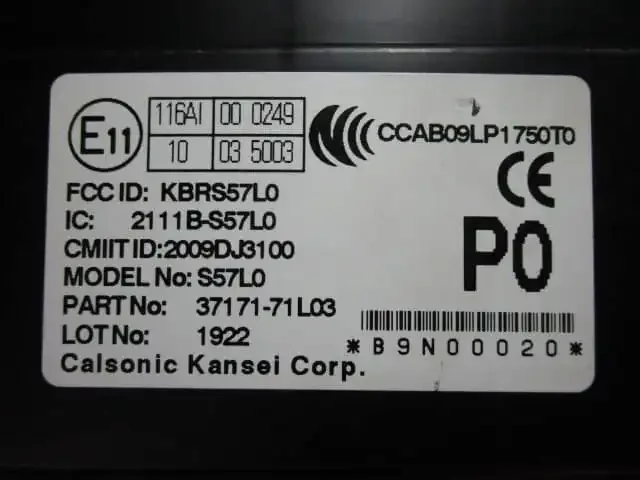 E11
116AI 00 0249
10 03 5003
CCAB09LP1750T0
CE
FCC ID: KBRS57L0
IC: 2111B-S57L0
CMIIT ID:2009DJ3100
MODEL No: S57L0
P0
PART No: 37171-71L03
LOT No: 1922
*B9N00020*
Calsonic Kansei Corp.